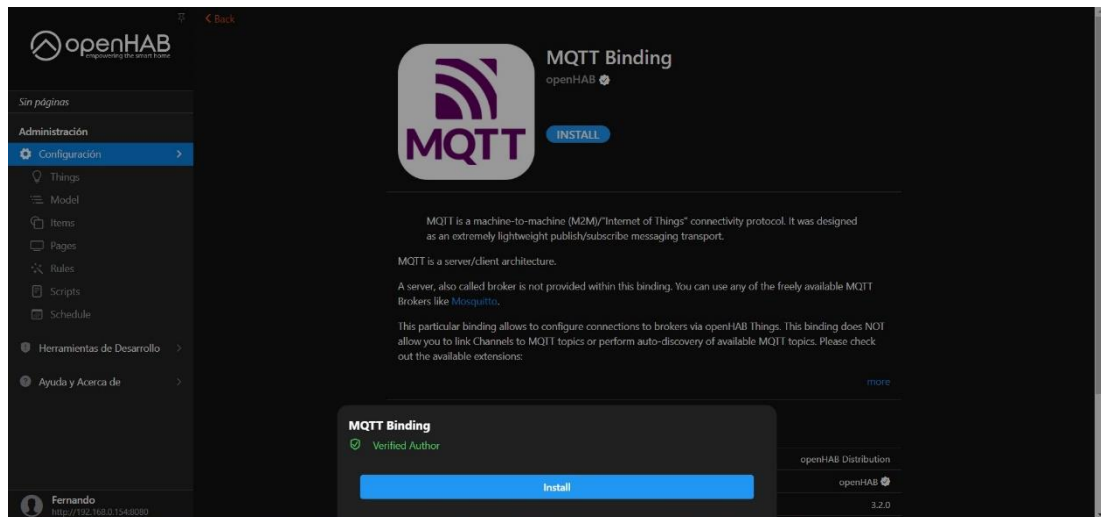 openHAB
empowering the smart home
Sin páginas
Administración
Configuración
Things
Model
Items
Pages
Rules
Scripts
Schedule
Herramientas de Desarrollo
Ayuda y Acerca de
Fernando
http://192.168.0.154:8080
Back
MQTT
MQTT Binding
openHAB
INSTALL
MQTT is a machine-to-machine (M2M)/"Internet of Things" connectivity protocol. It was designed
as an extremely lightweight publish/subscribe messaging transport.
MQTT is a server/client architecture.
A server, also called broker is not provided within this binding. You can use any of the freely available MQTT
Brokers like Mosquitto.
This particular binding allows to configure connections to brokers via openHAB Things. This binding does NOT
allow you to link Channels to MQTT topics or perform auto-discovery of available MQTT topics. Please check
out the available extensions:
more
MQTT Binding
Verified Author
Install
openHAB Distribution
openHAB
3.2.0